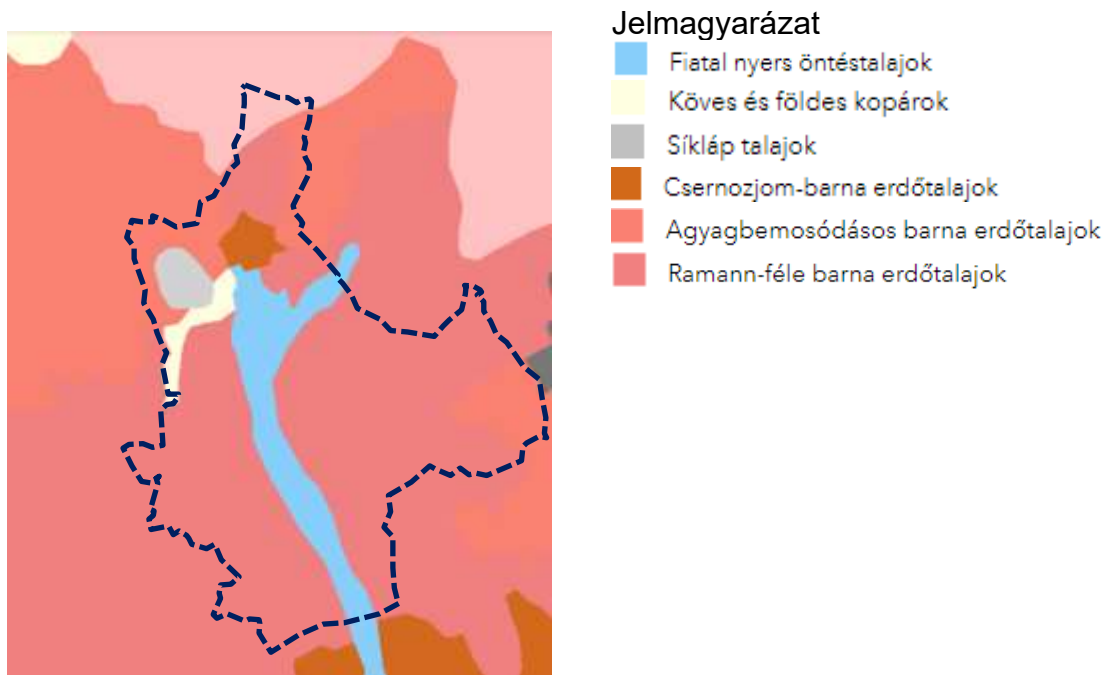 Jelmagyarázat
Fiatal nyers öntéstalajok
Köves és földes kopárok
Síkláp talajok
Csernozjom-barna erdőtalajok
Agyagbemosódásos barna erdőtalajok
Ramann-féle barna erdőtalajok